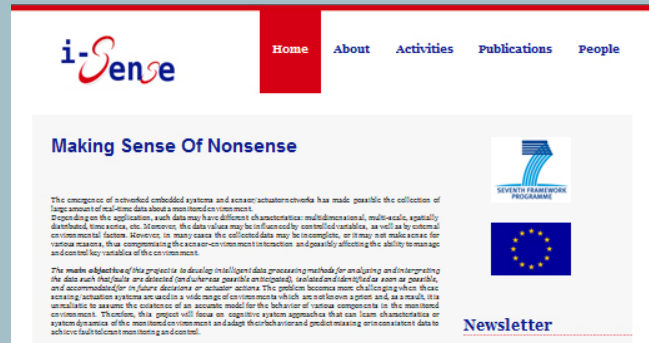 i-Sense
Home About Activities Publications People
Making Sense Of Nonsense
The emergence of networked embedded systems and sensor/actuator networks has made possible the collection of
large amount of real-time data about a monitored environment.
Depending on the application, such data may have different characteristics: multidimensional, multi-scale, spatially
distributed, time series, etc. Moreover, the data values may be influenced by controlled variables, as well as by external
environmental factors. However, in many cases the collected data may be incomplete, or it may not make sense for
various reasons, thus compromising the sensor-environment interaction and possibly affecting the ability to manage
and control key variables of the environment.
The main objective of this project is to develop intelligent data processing methods for analyzing and interpreting
the data such that faults are detected (and whereas possible anticipated), isolated and identified as soon as possible,
and accommodated for in future decisions or actuator actions. The problem becomes more challenging when these
sensing/actuation systems are used in a wide range of environments which are not known a priori and, as a result, it is
unrealistic to assume the existence of an accurate model for the behavior of various components in the monitored
environment. Therefore, this project will focus on cognitive system approaches that can learn characteristics or
system dynamics of the monitored environment and adapt their behavior and predict missing or inconsistent data to
achieve fault tolerant monitoring and control.
SEVENTH FRAMEWORK
PROGRAMME
Newsletter